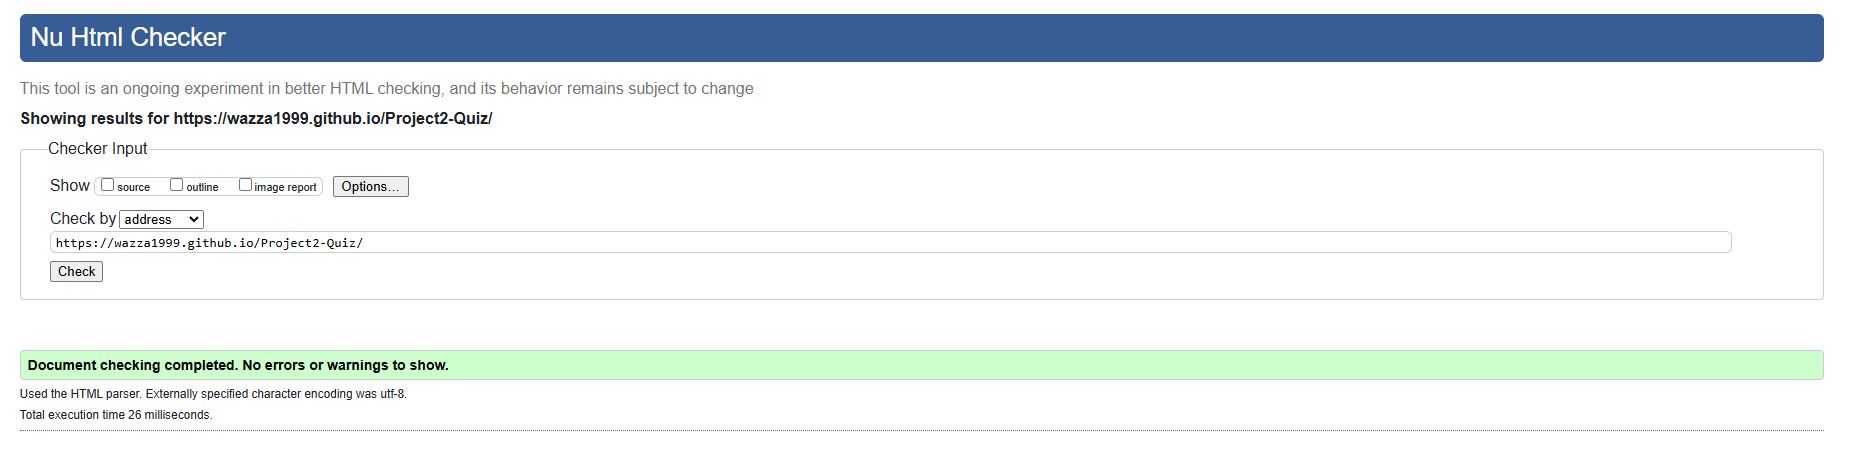 Nu Html Checker
This tool is an ongoing experiment in better HTML checking, and its behavior remains subject to change
Showing results for https://wazza1999.github.io/Project2-Quiz/
Checker Input
Show source outline image report Options...
Check by address
https://wazza1999.github.io/Project2-Quiz/
Check
Document checking completed. No errors or warnings to show.
Used the HTML parser. Externally specified character encoding was utf-8.
Total execution time 26 milliseconds.